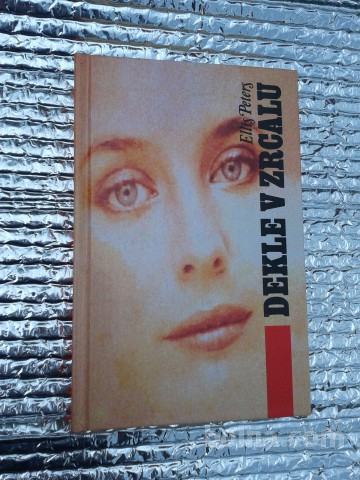 Ellis Peters
DEKLE V ZRCALU